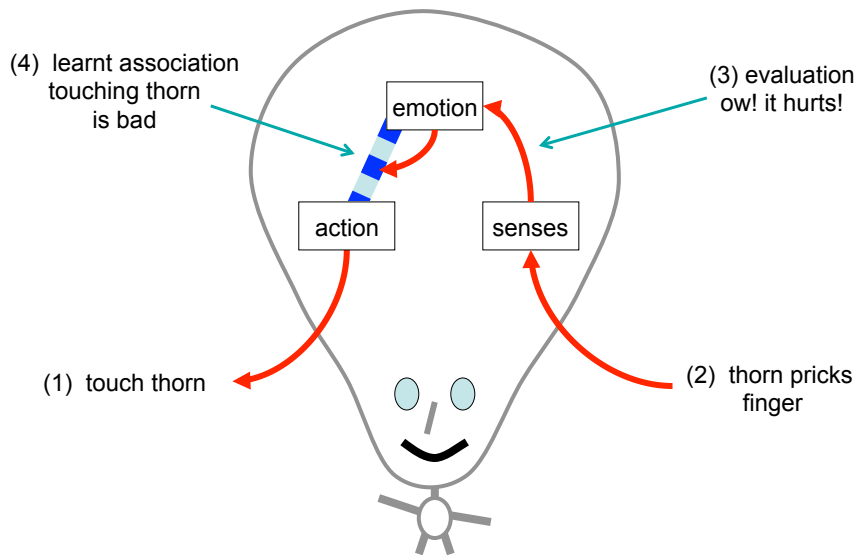 (4) learnt association
touching thorn
is bad
(3) evaluation
ow! it hurts!
emotion
action
senses
(1) touch thorn
(2) thorn pricks
finger